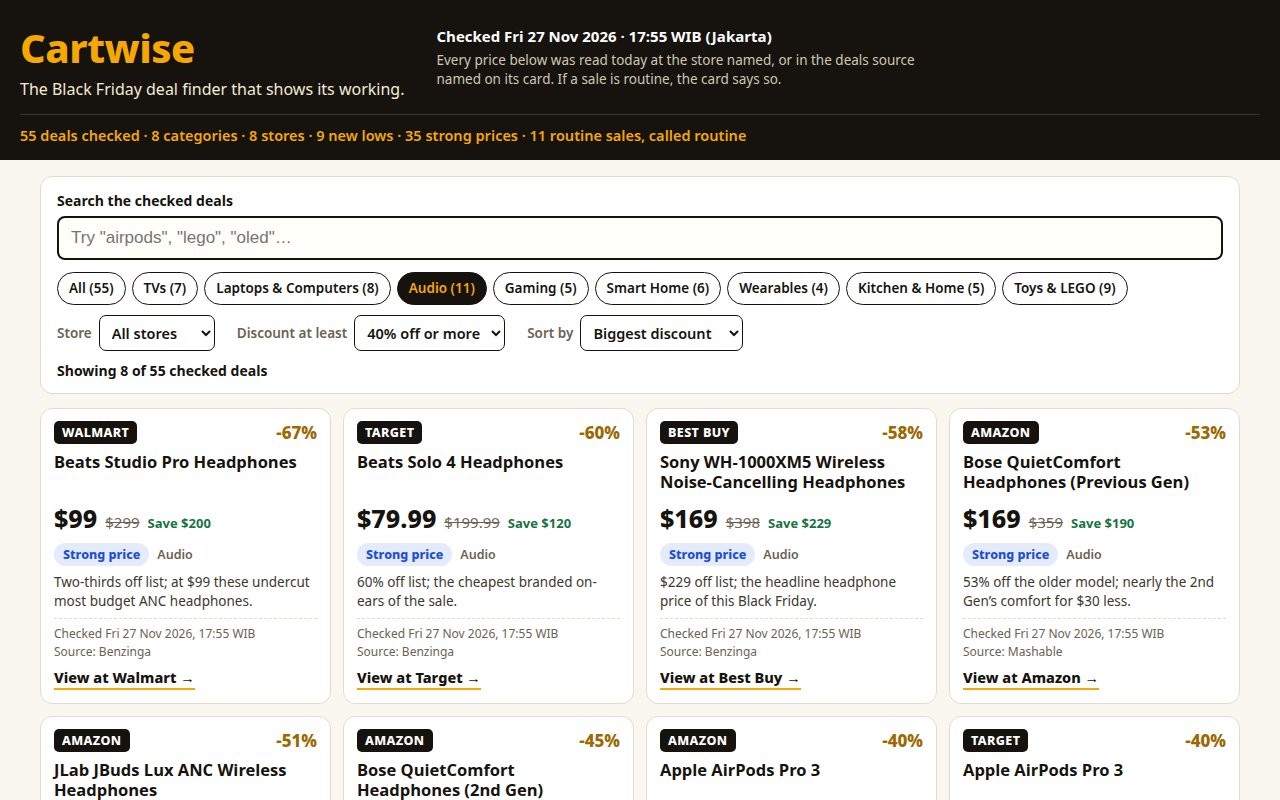 Cartwise
The Black Friday deal finder that shows its working.
Checked Fri 27 Nov 2026 · 17:55 WIB (Jakarta)
Every price below was read today at the store named, or in the deals source
named on its card. If a sale is routine, the card says so.
55 deals checked · 8 categories · 8 stores · 9 new lows · 35 strong prices · 11 routine sales, called routine
Search the checked deals
Try "airpods", "lego", "oled"…
All (55) TVs (7) Laptops & Computers (8) Audio (11) Gaming (5) Smart Home (6) Wearables (4) Kitchen & Home (5) Toys & LEGO (9)
Store All stores Discount at least 40% off or more Sort by Biggest discount
Showing 8 of 55 checked deals
WALMART -67%
Beats Studio Pro Headphones
$99 $299 Save $200
Strong price Audio
Two-thirds off list; at $99 these undercut
most budget ANC headphones.
Checked Fri 27 Nov 2026, 17:55 WIB
Source: Benzinga
View at Walmart →
TARGET -60%
Beats Solo 4 Headphones
$79.99 $199.99 Save $120
Strong price Audio
60% off list; the cheapest branded on-
ears of the sale.
Checked Fri 27 Nov 2026, 17:55 WIB
Source: Benzinga
View at Target →
BEST BUY -58%
Sony WH-1000XM5 Wireless
Noise-Cancelling Headphones
$169 $398 Save $229
Strong price Audio
$229 off list; the headline headphone
price of this Black Friday.
Checked Fri 27 Nov 2026, 17:55 WIB
Source: Benzinga
View at Best Buy →
AMAZON -53%
Bose QuietComfort
Headphones (Previous Gen)
$169 $359 Save $190
Strong price Audio
53% off the older model; nearly the 2nd
Gen’s comfort for $30 less.
Checked Fri 27 Nov 2026, 17:55 WIB
Source: Mashable
View at Amazon →
AMAZON -51%
JLab JBuds Lux ANC Wireless
Headphones
AMAZON -45%
Bose QuietComfort
Headphones (2nd Gen)
AMAZON -40%
Apple AirPods Pro 3
TARGET -40%
Apple AirPods Pro 3